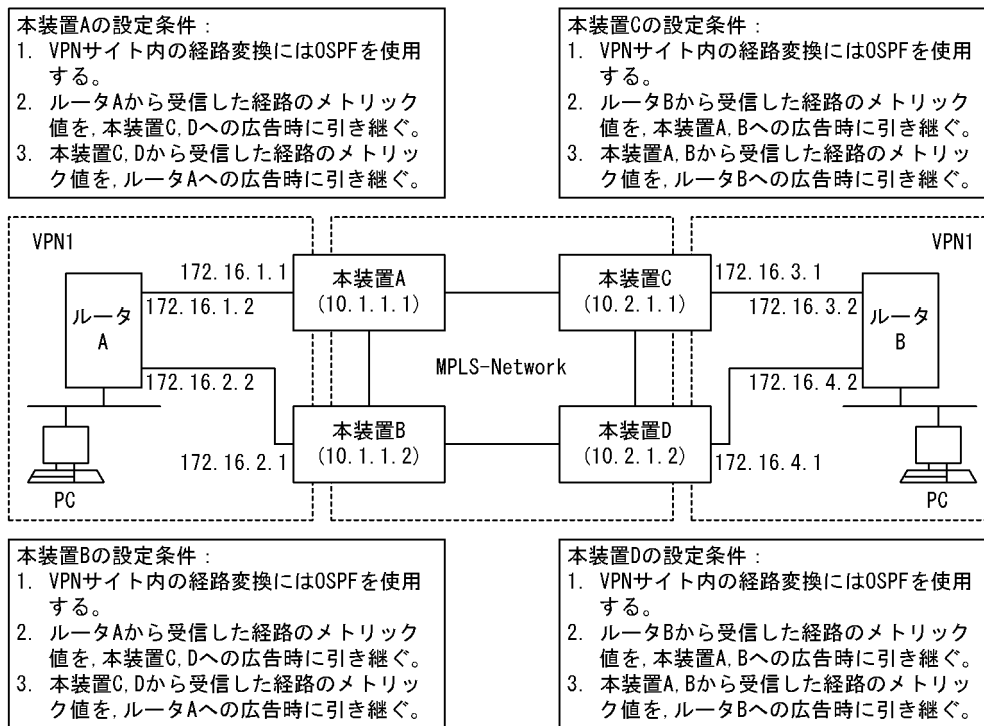 本装置Aの設定条件：
1. VPNサイト内の経路変換にはOSPFを使用
する。
2. ルータAから受信した経路のメトリック
値を,本装置C,Dへの広告時に引き継ぐ。
3. 本装置C,Dから受信した経路のメトリッ
ク値を,ルータAへの広告時に引き継ぐ。
本装置Cの設定条件：
1. VPNサイト内の経路変換にはOSPFを使用
する。
2. ルータBから受信した経路のメトリック
値を,本装置A,Bへの広告時に引き継ぐ。
3. 本装置A,Bから受信した経路のメトリッ
ク値を,ルータBへの広告時に引き継ぐ。
VPN1
VPN1
172.16.1.1
本装置A
(10.1.1.1)
本装置C
(10.2.1.1)
172.16.3.1
ルータ
A
172.16.1.2
172.16.3.2
ルータ
B
MPLS-Network
172.16.2.2
172.16.4.2
本装置B
(10.1.1.2)
本装置D
(10.2.1.2)
172.16.2.1
172.16.4.1
PC
PC
本装置Bの設定条件：
1. VPNサイト内の経路変換にはOSPFを使用
する。
2. ルータAから受信した経路のメトリック
値を,本装置C,Dへの広告時に引き継ぐ。
3. 本装置C,Dから受信した経路のメトリッ
ク値を,ルータAへの広告時に引き継ぐ。
本装置Dの設定条件：
1. VPNサイト内の経路変換にはOSPFを使用
する。
2. ルータBから受信した経路のメトリック
値を,本装置A,Bへの広告時に引き継ぐ。
3. 本装置A,Bから受信した経路のメトリッ
ク値を,ルータBへの広告時に引き継ぐ。